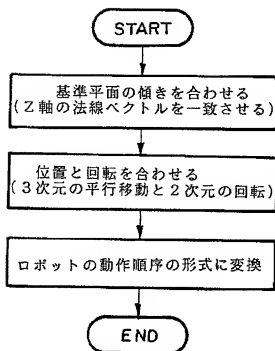 START
基準平面の傾きを合わせる
(Z軸の法線ベクトルを一致させる)
位置と回転を合わせる
(3次元の平行移動と2次元の回転)
ロボットの動作順序の形式に変換
END